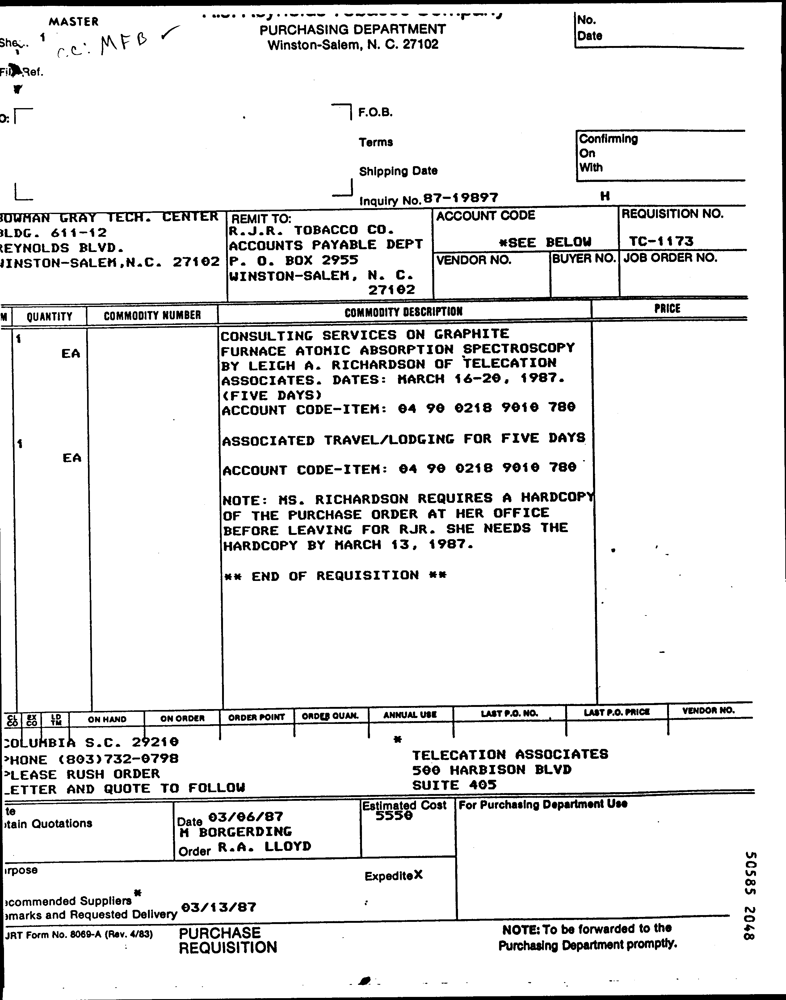 MASTER
1
c.c: MFB ✓
PURCHASING DEPARTMENT
Winston-Salem, N. C. 27102
No.
Date
Ref.
F.O.B.
Terms
Shipping Date
Inquiry No. 87-19897 H
Confirming
On
With
BOWMAN GRAY TECH. CENTER
BLDG. 611-12
REYNOLDS BLVD.
WINSTON-SALEM,N.C. 27102
REMIT TO:
R.J.R. TOBACCO CO.
ACCOUNTS PAYABLE DEPT
P. O. BOX 2955
WINSTON-SALEM, N. C.
27102
ACCOUNT CODE
*SEE BELOW
REQUISITION NO.
TC-1173
VENDOR NO.
BUYER NO.
JOB ORDER NO.
M QUANTITY COMMODITY NUMBER COMMODITY DESCRIPTION PRICE
1
EA
CONSULTING SERVICES ON GRAPHITE
FURNACE ATOMIC ABSORPTION SPECTROSCOPY
BY LEIGH A. RICHARDSON OF TELECATION
ASSOCIATES. DATES: MARCH 16-20, 1987.
(FIVE DAYS)
ACCOUNT CODE-ITEM: 04 90 0218 9010 780
1
EA
ASSOCIATED TRAVEL/LODGING FOR FIVE DAYS
ACCOUNT CODE-ITEM: 04 90 0218 9010 780
NOTE: MS. RICHARDSON REQUIRES A HARDCOPY
OF THE PURCHASE ORDER AT HER OFFICE
BEFORE LEAVING FOR RJR. SHE NEEDS THE
HARDCOPY BY MARCH 13, 1987.
** END OF REQUISITION **
CL CO BX CO LD TM ON HAND ON ORDER ORDER POINT ORDER QUAN. ANNUAL USE LAST P.O. NO. LAST P.O. PRICE VENDOR NO.
COLUMBIA S.C. 29210
PHONE (803)732-0798
PLEASE RUSH ORDER
LETTER AND QUOTE TO FOLLOW
*
TELECATION ASSOCIATES
500 HARBISON BLVD
SUITE 405
te
tain Quotations
Date 03/06/87
M BORGERDING
Order R.A. LLOYD
Estimated Cost
5550
For Purchasing Department Use
rpose
Expedite X
commended Suppliers *
marks and Requested Delivery 03/13/87
JRT Form No. 8069-A (Rev. 4/83)
PURCHASE
REQUISITION
NOTE: To be forwarded to the
Purchasing Department promptly.
50585 2048